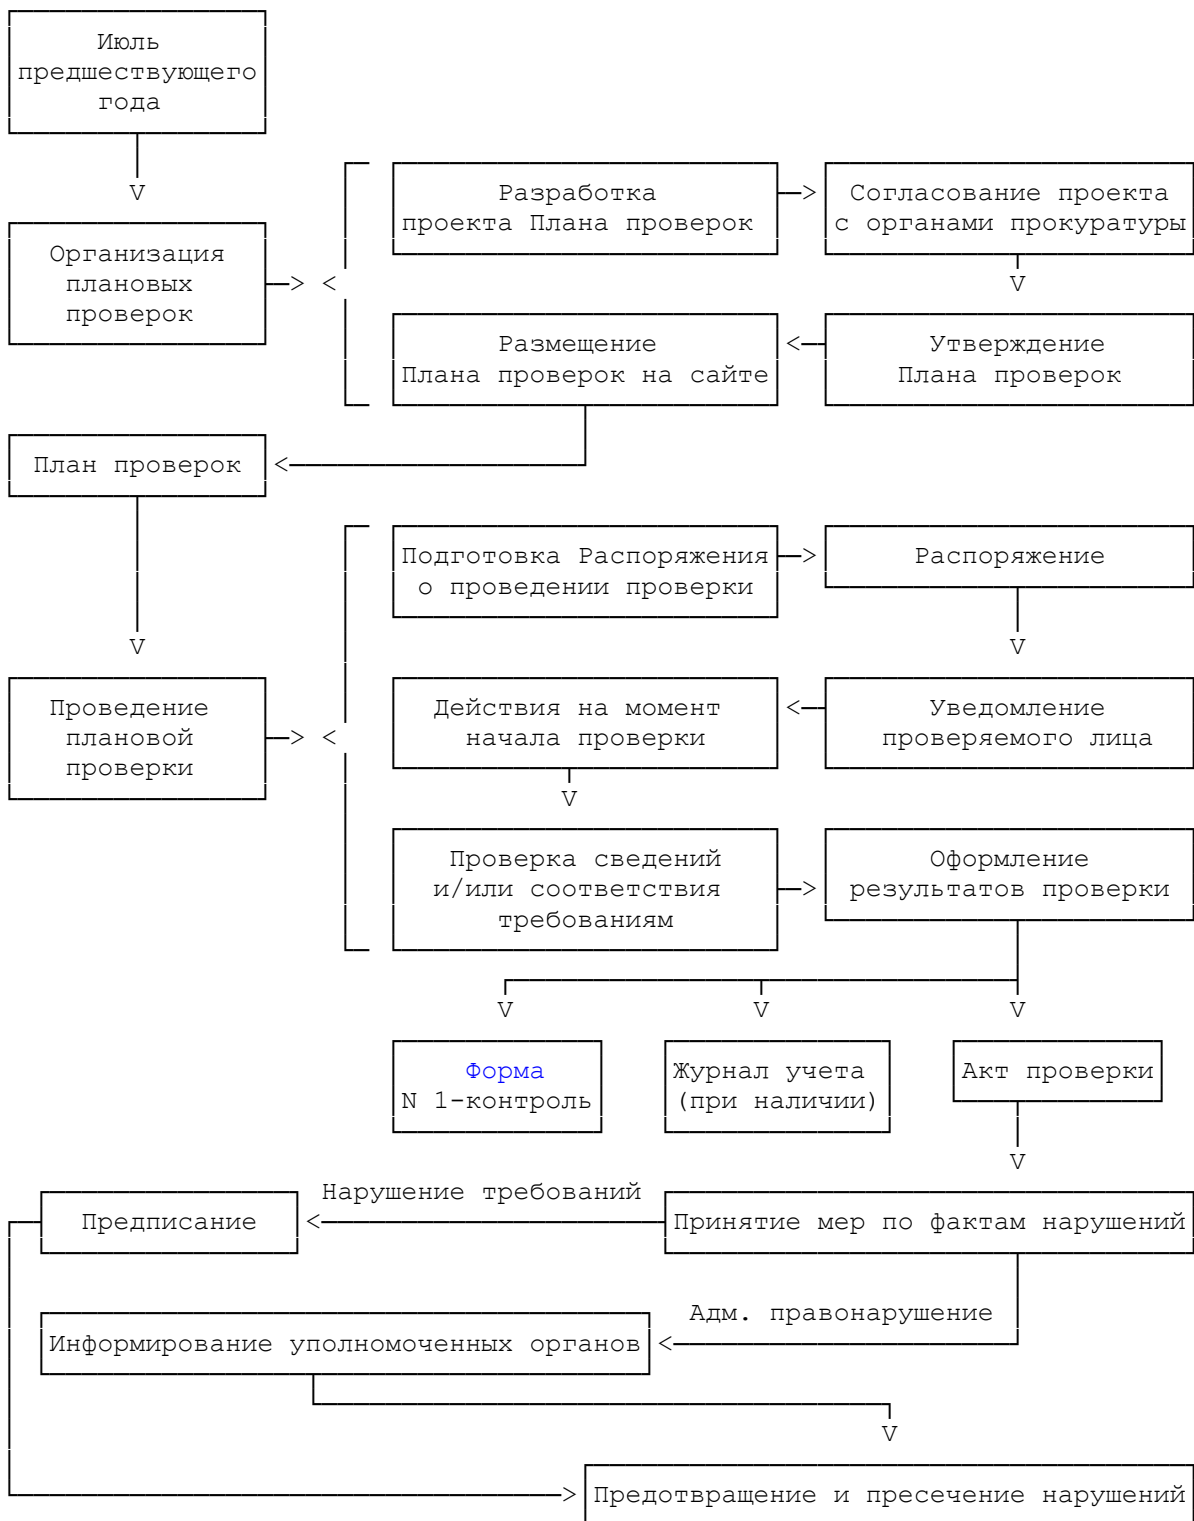 Июль
предшествующего
года
Разработка
проекта Плана проверок
Согласование проекта
с органами прокуратуры
Организация
плановых
проверок
Размещение
Плана проверок на сайте
Утверждение
Плана проверок
План проверок
Подготовка Распоряжения
о проведении проверки
Распоряжение
Проведение
плановой
проверки
Действия на момент
начала проверки
Уведомление
проверяемого лица
Проверка сведений
и/или соответствия
требованиям
Оформление
результатов проверки
Форма
N 1-контроль
Журнал учета
(при наличии)
Акт проверки
Нарушение требований
Предписание
Принятие мер по фактам нарушений
Адм. правонарушение
Информирование уполномоченных органов
Предотвращение и пресечение нарушений